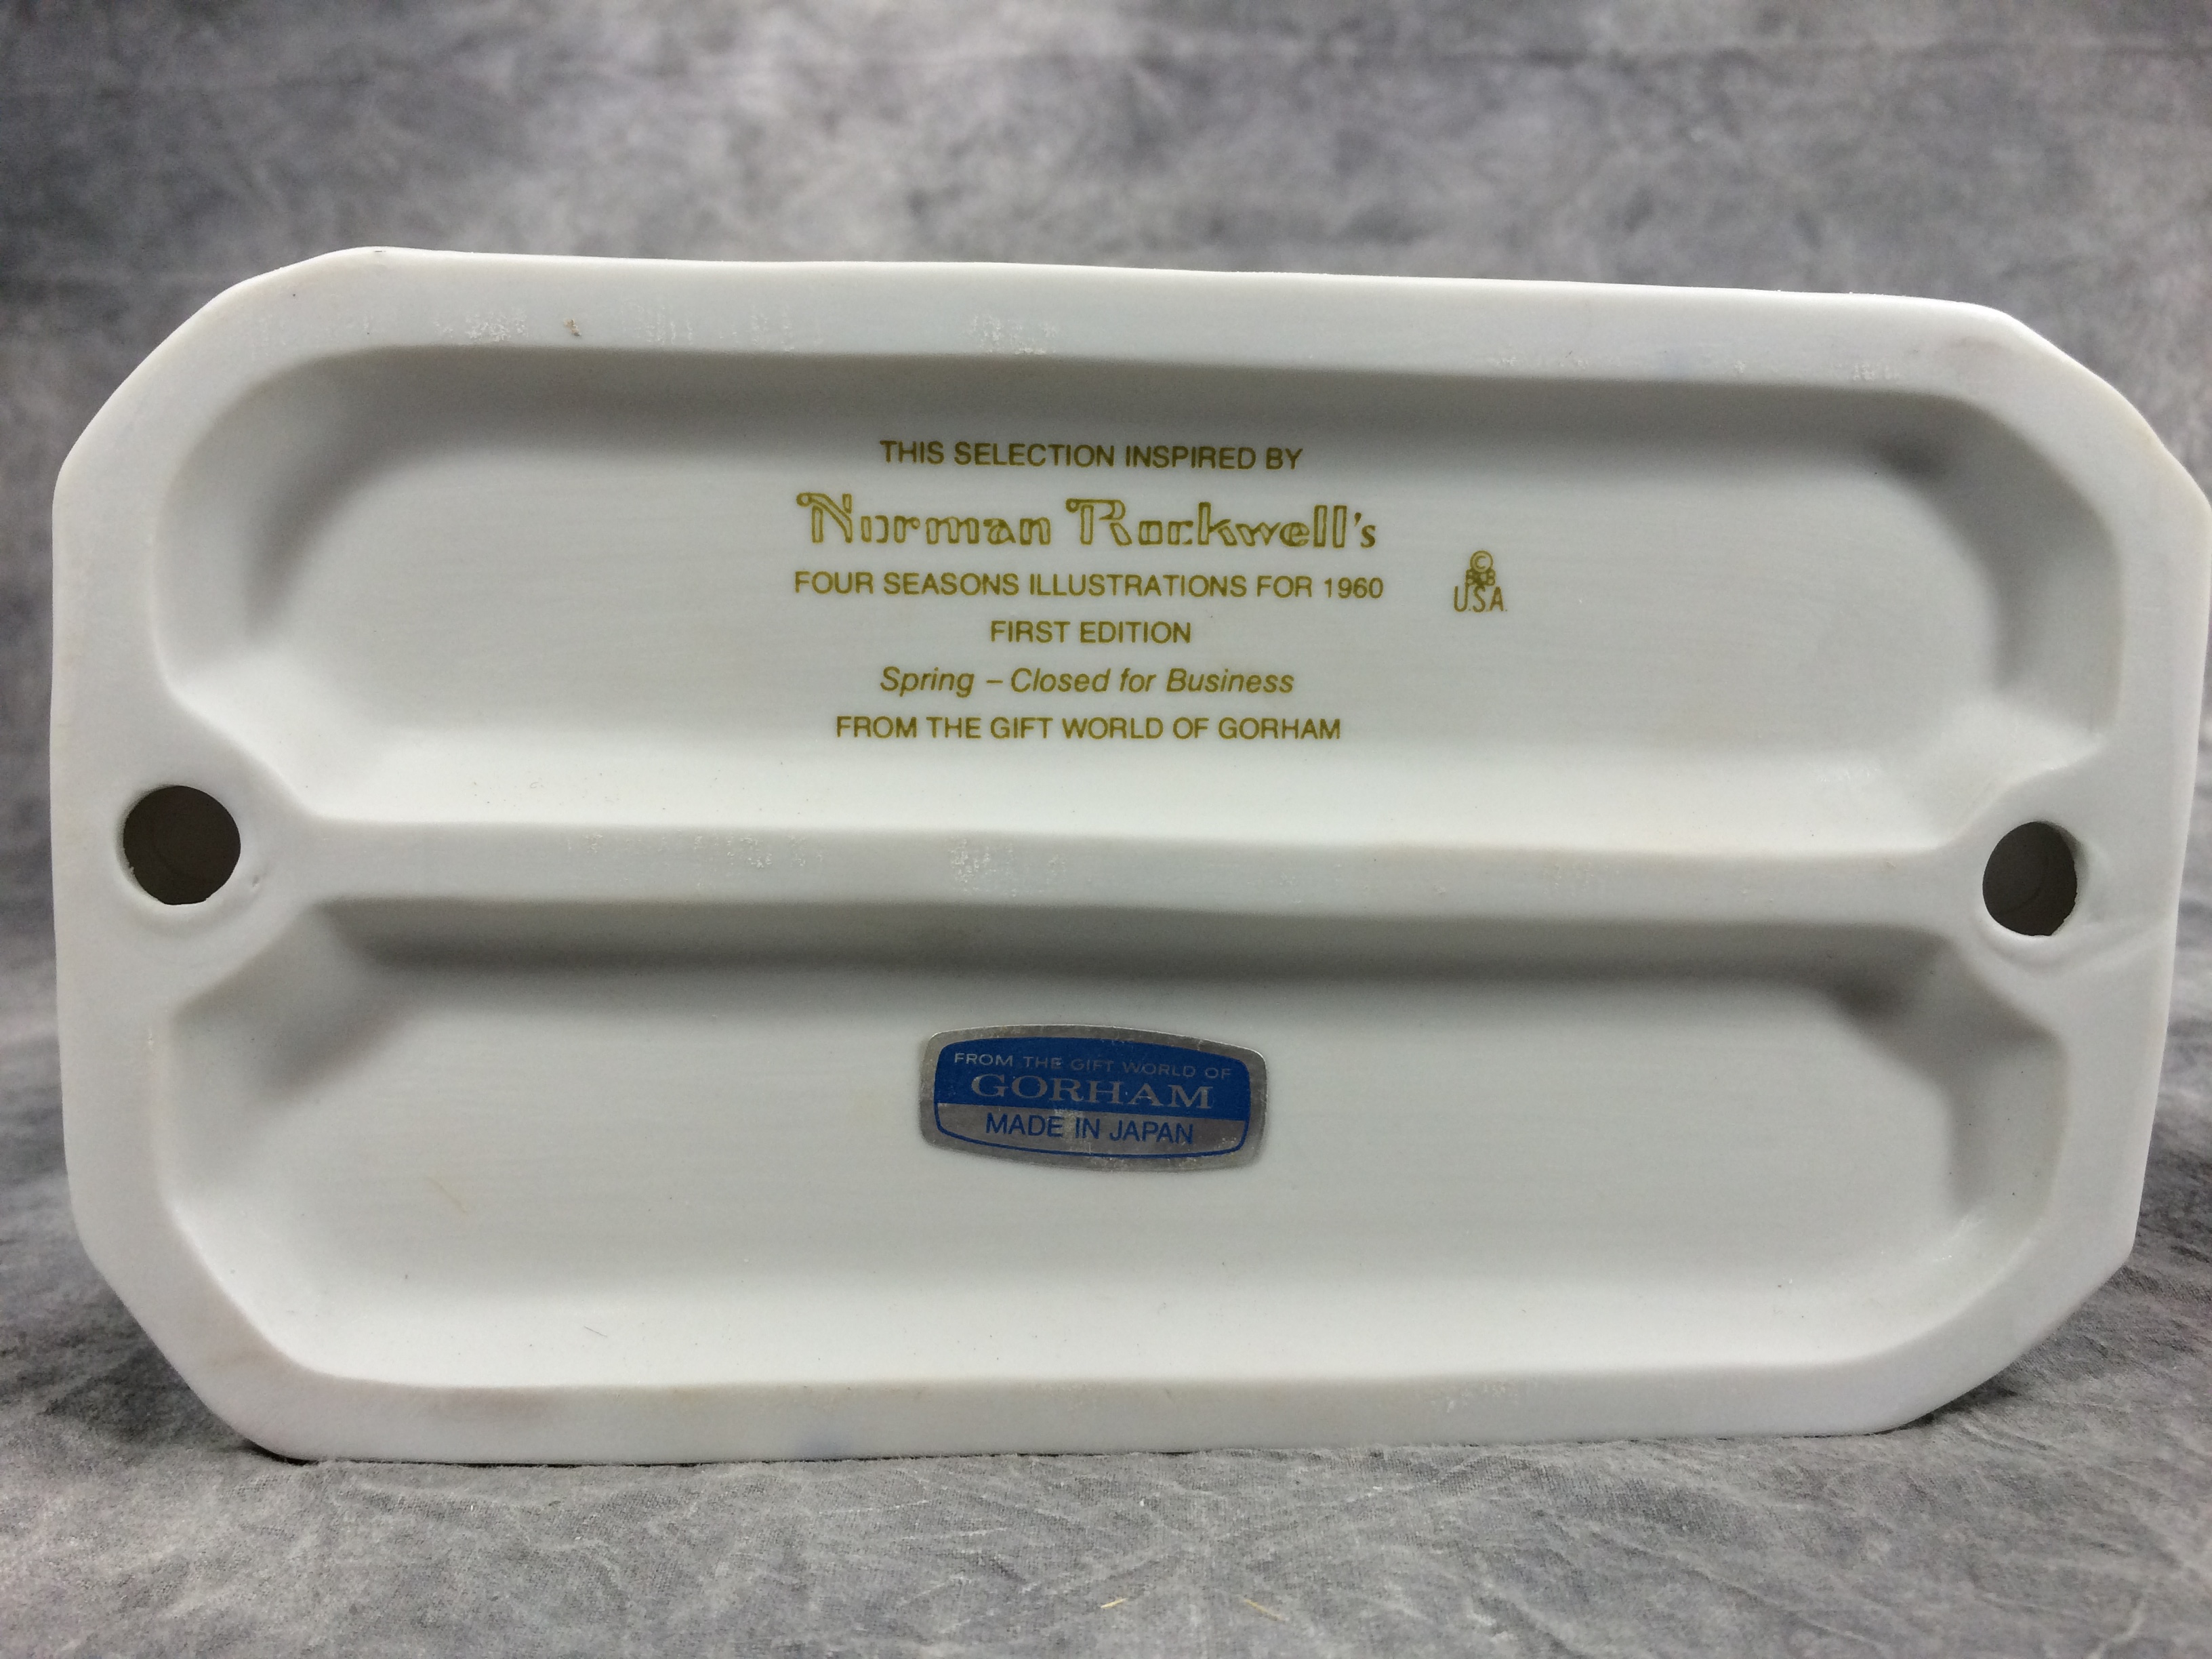 THIS SELECTION INSPIRED BY
Norman Rockwell's
FOUR SEASONS ILLUSTRATIONS FOR 1960
FIRST EDITION
Spring – Closed for Business
FROM THE GIFT WORLD OF GORHAM
©
B&B
U.S.A.
FROM THE GIFT WORLD OF
GORHAM
MADE IN JAPAN